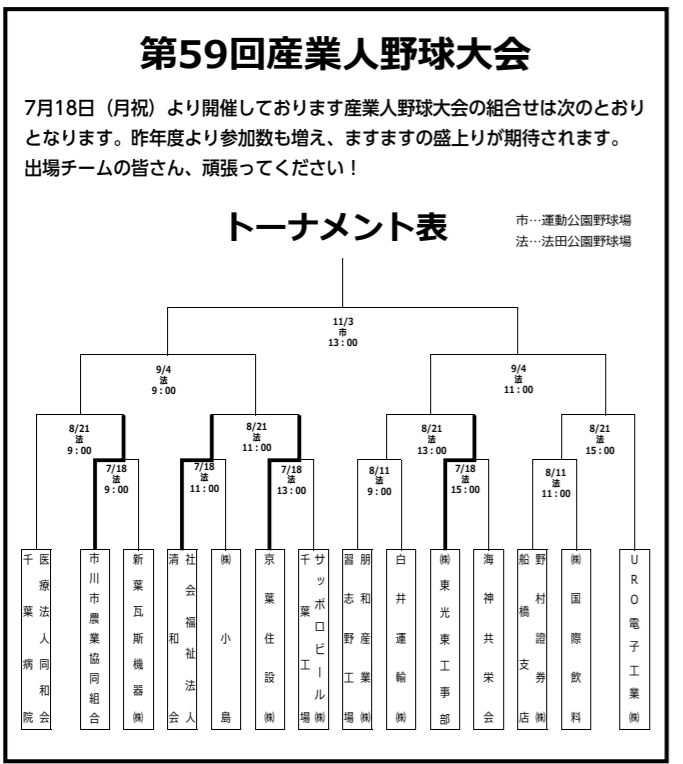 第59回産業人野球大会
7月18日（月祝）より開催しております産業人野球大会の組合せは次のとおり
となります。昨年度より参加数も増え、ますますの盛上りが期待されます。
出場チームの皆さん、頑張ってください！
トーナメント表
市…運動公園野球場
法…法田公園野球場
11/3
市
13：00
9/4
法
9：00
9/4
法
11：00
8/21
法
9：00
8/21
法
11：00
8/21
法
13：00
8/21
法
15：00
7/18
法
9：00
7/18
法
11：00
7/18
法
13：00
8/11
法
9：00
7/18
法
15：00
8/11
法
11：00
医療法人同和会
千葉病院
市川市農業協同組合
新葉瓦斯機器㈱
社会福祉法人
清和会
㈱小島
京葉住設㈱
サッポロビール㈱
千葉工場
朋和産業㈱
習志野工場
白井運輸㈱
㈱東光東工事部
海神共栄会
野村證券㈱
船橋支店
㈱国際飲料
URO電子工業㈱